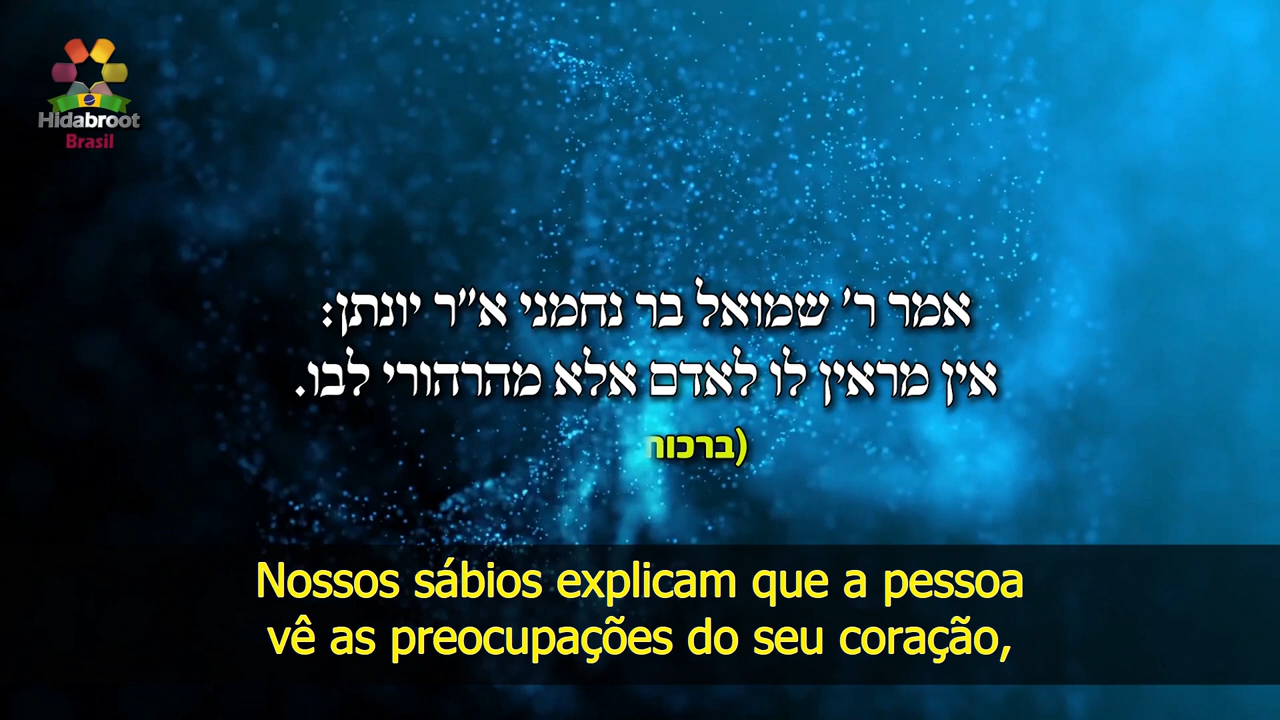 Hidabroot
Brasil
אמר ר' שמואל בר נחמני א"ר יונתן:
אין מראין לו לאדם אלא מהרהורי לבו.
(ברכות
Nossos sábios explicam que a pessoa
vê as preocupações do seu coração,